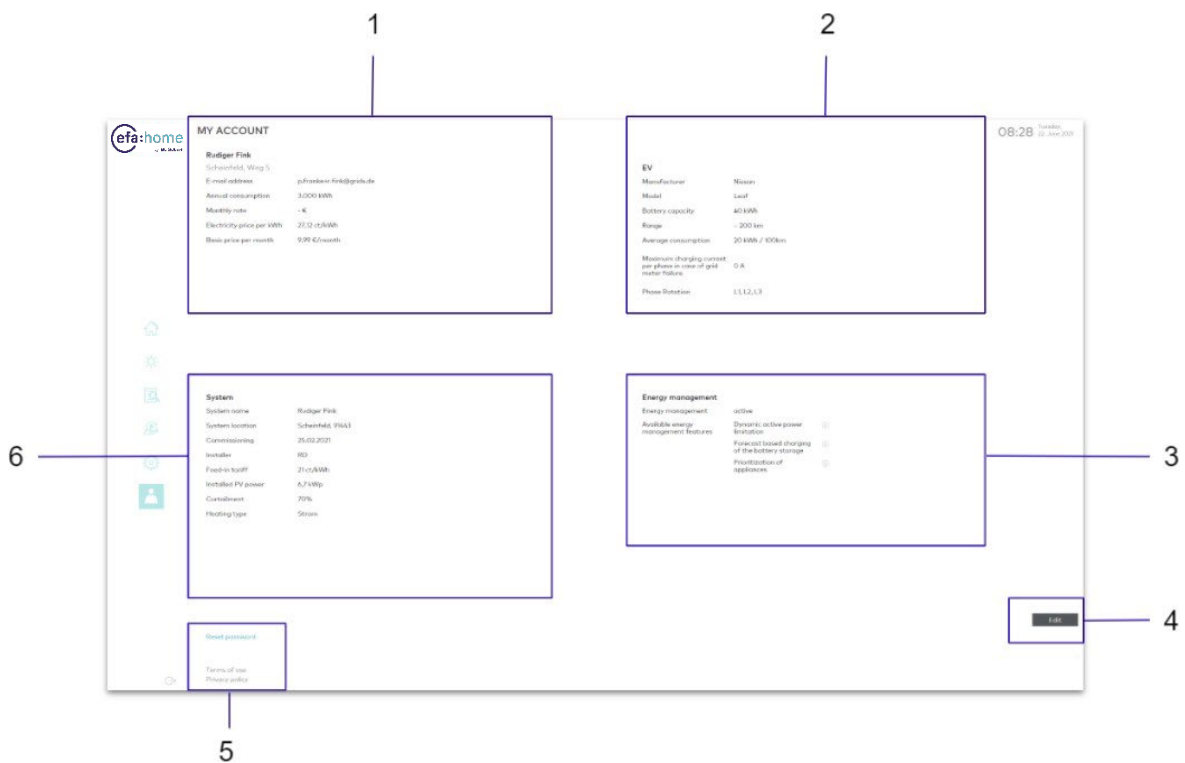 1
2
efa:home
MY ACCOUNT
08:28
Tuesday,
22. June 2021
Rudiger Fink
Scheinfeld, Weg 5
E-mail address
Annual consumption 3.000 kWh
Monthly rate - €
Electricity price per kWh 27,12 ct/kWh
Basic price per month 9,99 €/month
EV
Manufacturer Nissan
Model Leaf
Battery capacity 40 kWh
Range ~ 200 km
Average consumption 20 kWh / 100km
Maximum charging current
per phase in case of grid 0 A
meter failure
Phase Rotation L1, L2, L3
System
System name Rudiger Fink
System location Scheinfeld, 91443
Commissioning 25.02.2021
Installer RD
Feed-in tariff 21 ct/kWh
Installed PV power 6,7 kWp
Curtailment 70%
Heating type Strom
Energy management
Energy management active
Available energy Dynamic active power
management features limitation
Forecast based charging
of the battery storage
Prioritization of
appliances
6
3
Edit
4
Reset password
Terms of use
Privacy policy
5